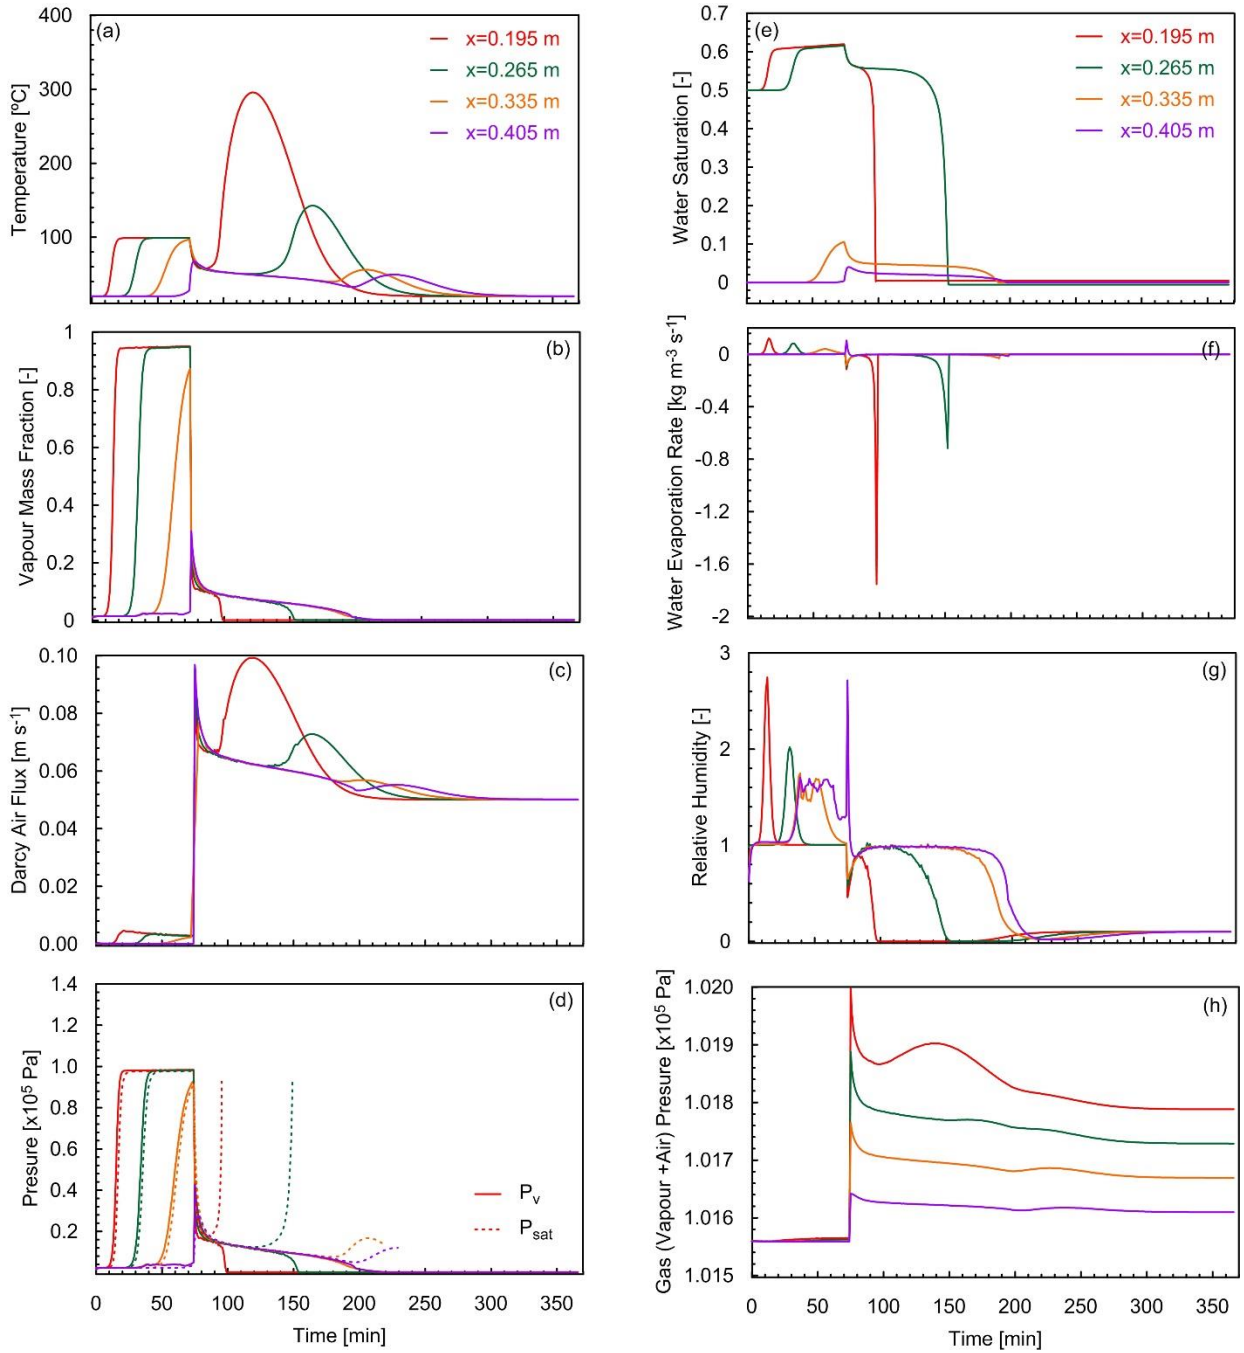 (a)
x=0.195 m
x=0.265 m
x=0.335 m
x=0.405 m
400
300
200
100
Temperature [ºC]
(b)
1
0.8
0.6
0.4
0.2
0
Vapour Mass Fraction [-]
(c)
0.10
0.08
0.06
0.04
0.02
0.00
Darcy Air Flux [m s-1]
(d)
1.4
1.2
1.0
0.8
0.6
0.4
0.2
Presure [x10⁵ Pa]
Pv
Psat
0 50 100 150 200 250 300 350
Time [min]
(e)
x=0.195 m
x=0.265 m
x=0.335 m
x=0.405 m
0.7
0.6
0.5
0.4
0.3
0.2
0.1
0
Water Saturation [-]
(f)
0
-0.4
-0.8
-1.2
-1.6
-2
Water Evaporation Rate [kg m-3 s-1]
(g)
3
2
1
0
Relative Humidity [-]
(h)
1.020
1.019
1.018
1.017
1.016
1.015
Gas (Vapour +Air) Presure [x10⁵ Pa]
0 50 100 150 200 250 300 350
Time [min]